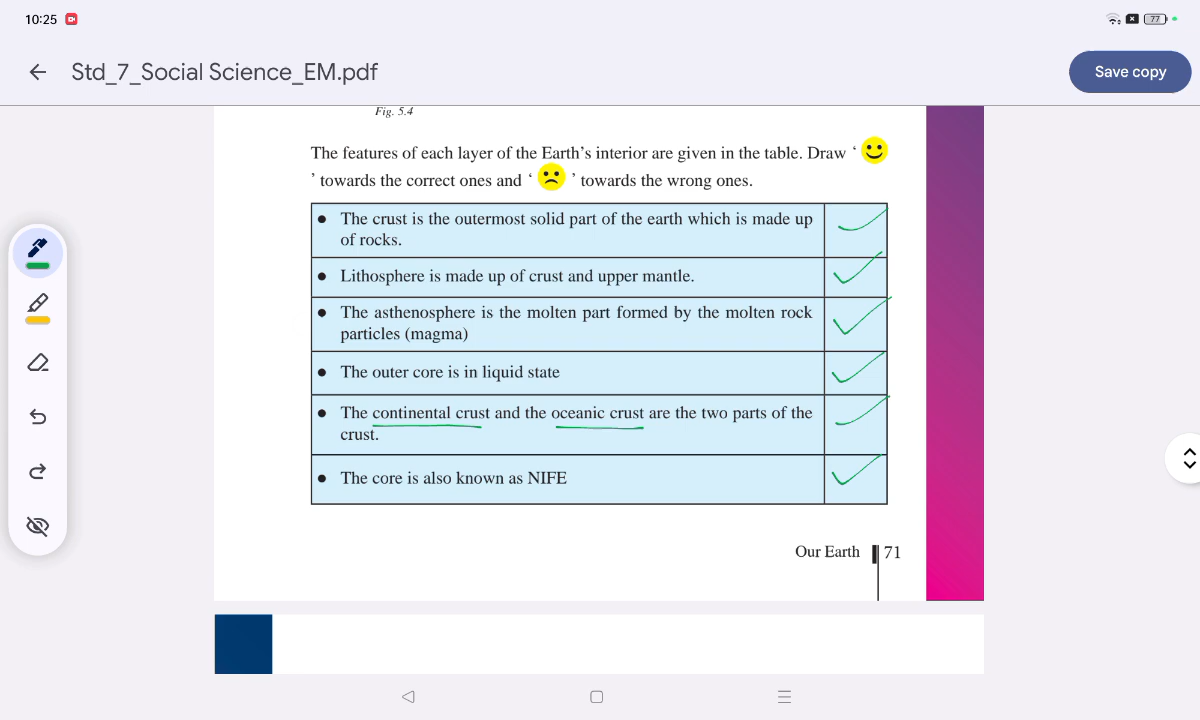 10:25
77
Std_7_Social Science_EM.pdf
Save copy
Fig. 5.4
The features of each layer of the Earth's interior are given in the table. Draw ‘
’ towards the correct ones and ‘ ’ towards the wrong ones.
• The crust is the outermost solid part of the earth which is made up
of rocks.
• Lithosphere is made up of crust and upper mantle.
• The asthenosphere is the molten part formed by the molten rock
particles (magma)
• The outer core is in liquid state
• The continental crust and the oceanic crust are the two parts of the
crust.
• The core is also known as NIFE
Our Earth 71